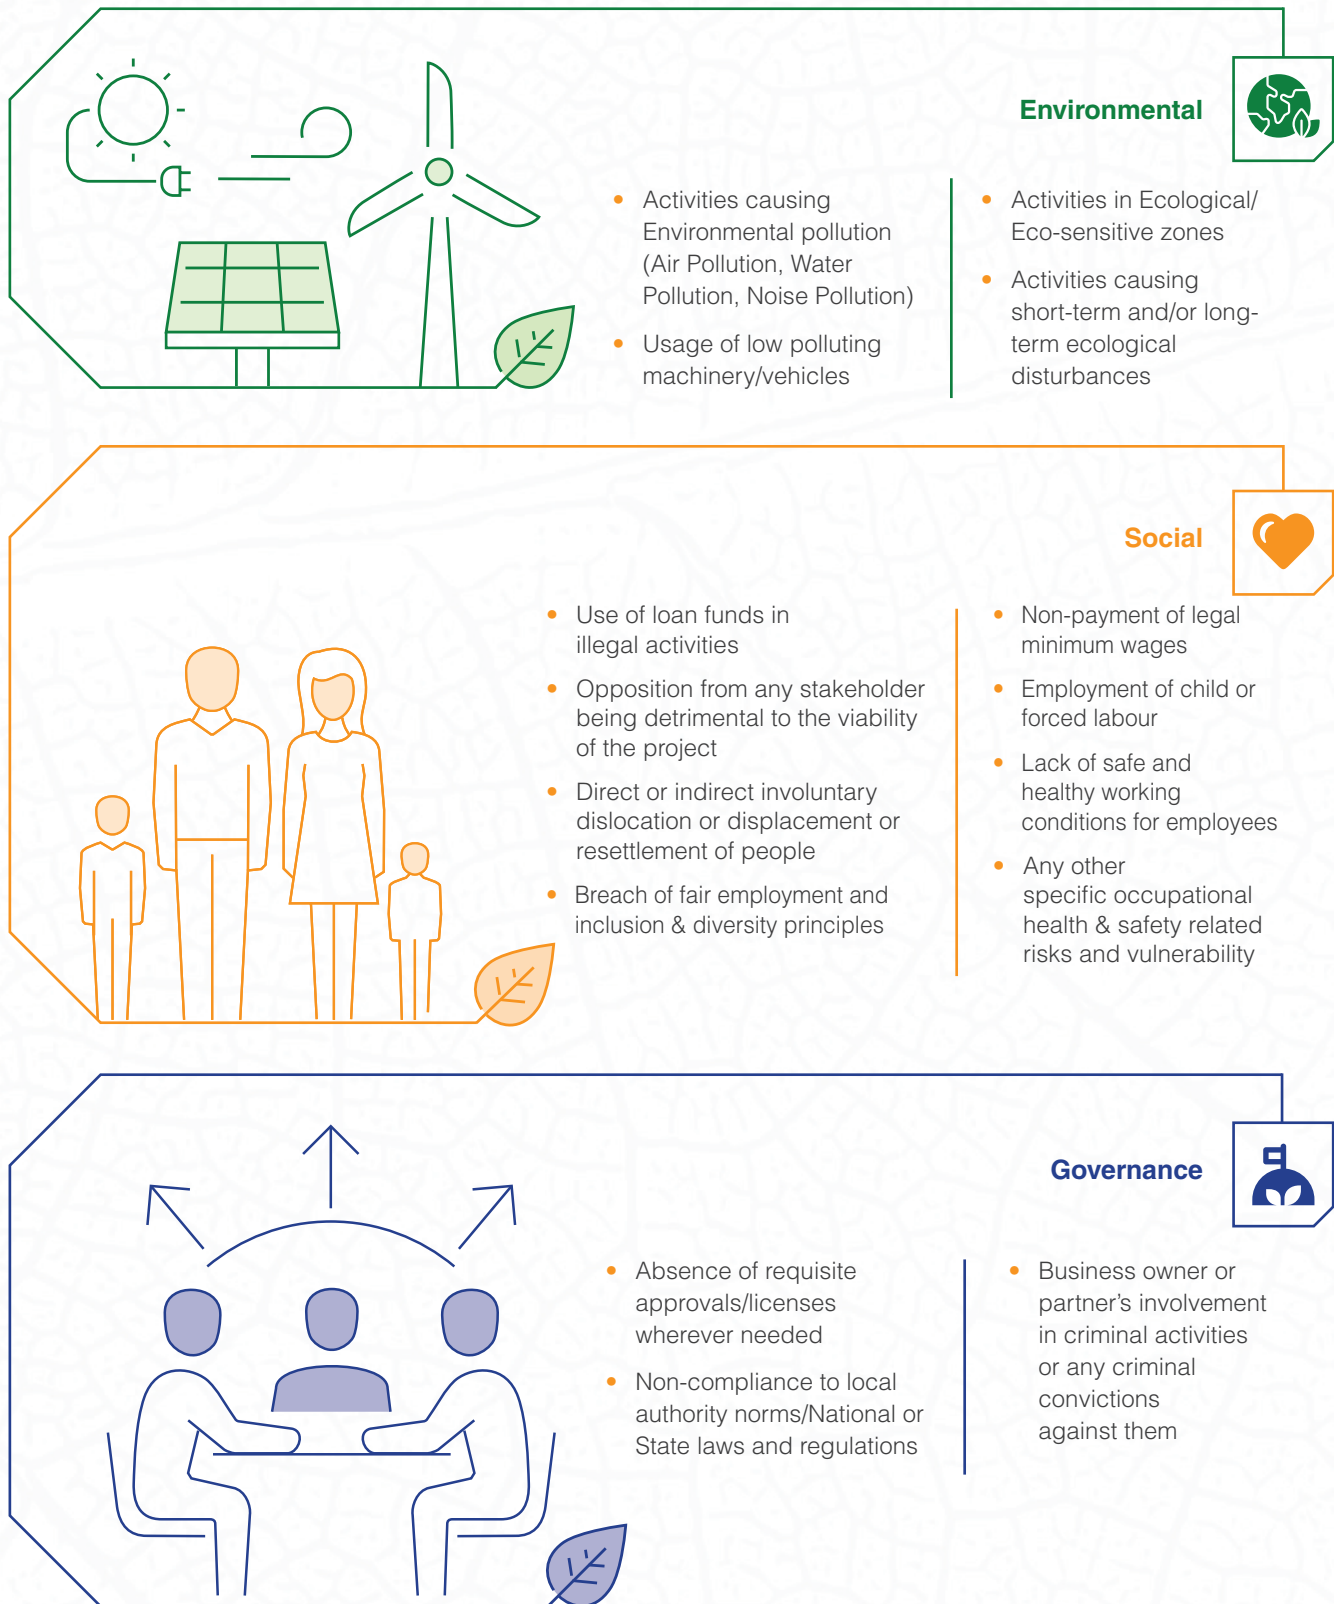 Environmental
Activities causing
Environmental pollution
(Air Pollution, Water
Pollution, Noise Pollution)
Usage of low polluting
machinery/vehicles
Activities in Ecological/
Eco-sensitive zones
Activities causing
short-term and/or long-
term ecological
disturbances
Social
Use of loan funds in
illegal activities
Opposition from any stakeholder
being detrimental to the viability
of the project
Direct or indirect involuntary
dislocation or displacement or
resettlement of people
Breach of fair employment and
inclusion & diversity principles
Non-payment of legal
minimum wages
Employment of child or
forced labour
Lack of safe and
healthy working
conditions for employees
Any other
specific occupational
health & safety related
risks and vulnerability
Governance
Absence of requisite
approvals/licenses
wherever needed
Non-compliance to local
authority norms/National or
State laws and regulations
Business owner or
partner’s involvement
in criminal activities
or any criminal
convictions
against them